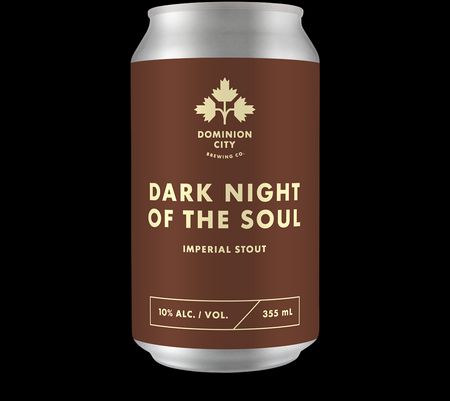 DOMINION
CITY
BREWING CO.
DARK NIGHT
OF THE SOUL
IMPERIAL STOUT
10% ALC. / VOL.
355 mL